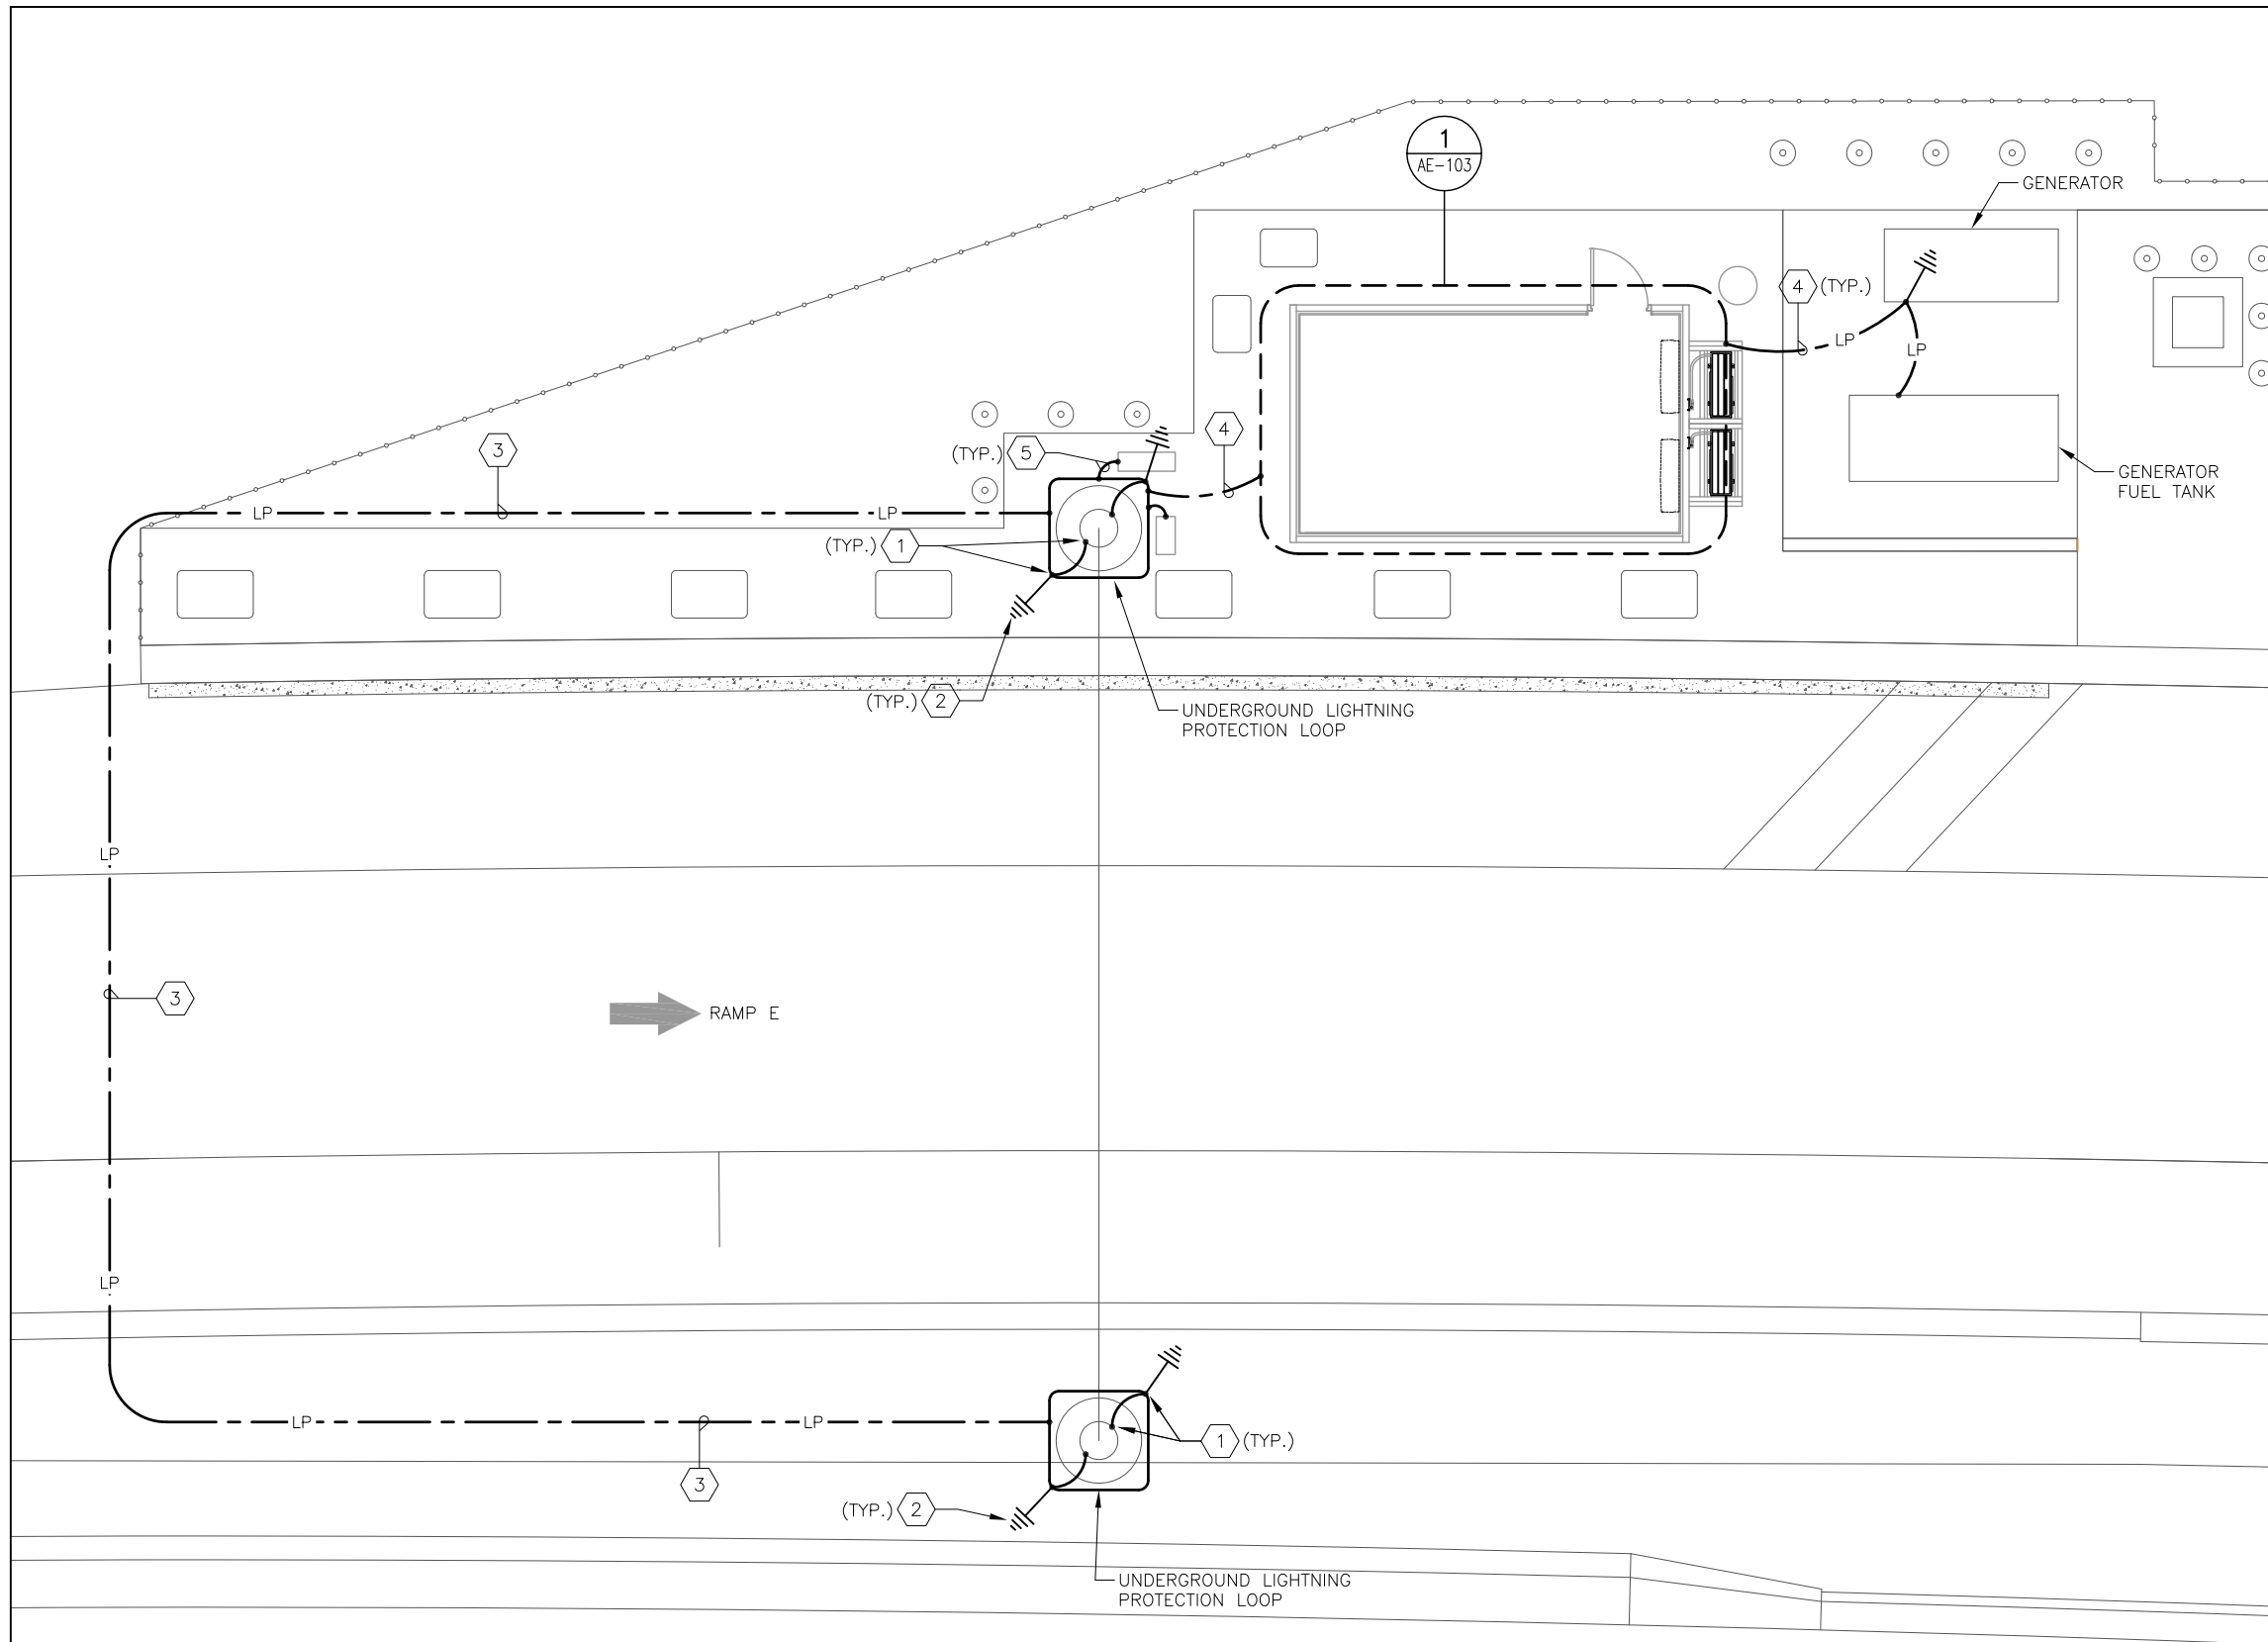 1
AE-103
GENERATOR
4 (TYP.)
LP
LP
(TYP.) 5
4
3
GENERATOR
FUEL TANK
LP
LP
(TYP.) 1
(TYP.) 2
UNDERGROUND LIGHTNING
PROTECTION LOOP
LP
3
RAMP E
LP
LP
LP
1 (TYP.)
3
(TYP.) 2
UNDERGROUND LIGHTNING
PROTECTION LOOP